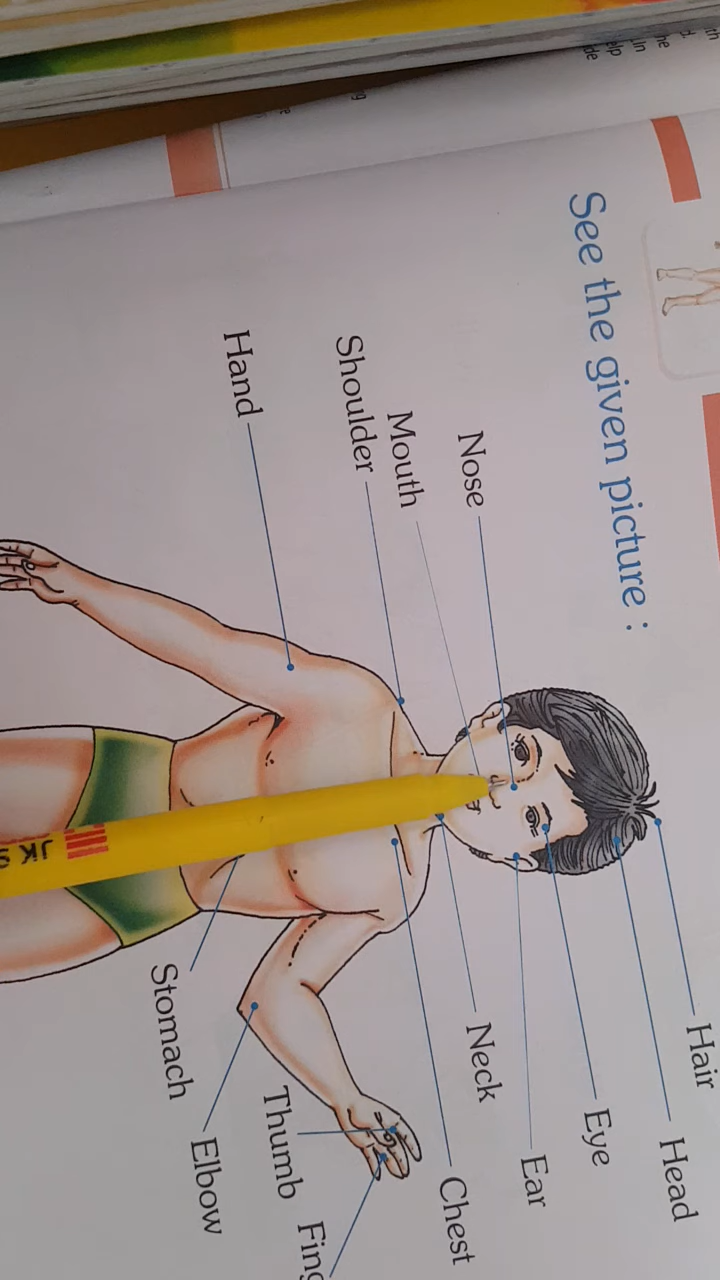 See the given picture :
Hair
Head
Nose
Eye
Mouth
Ear
Shoulder
Neck
Chest
Hand
Thumb
Stomach
Elbow
JK